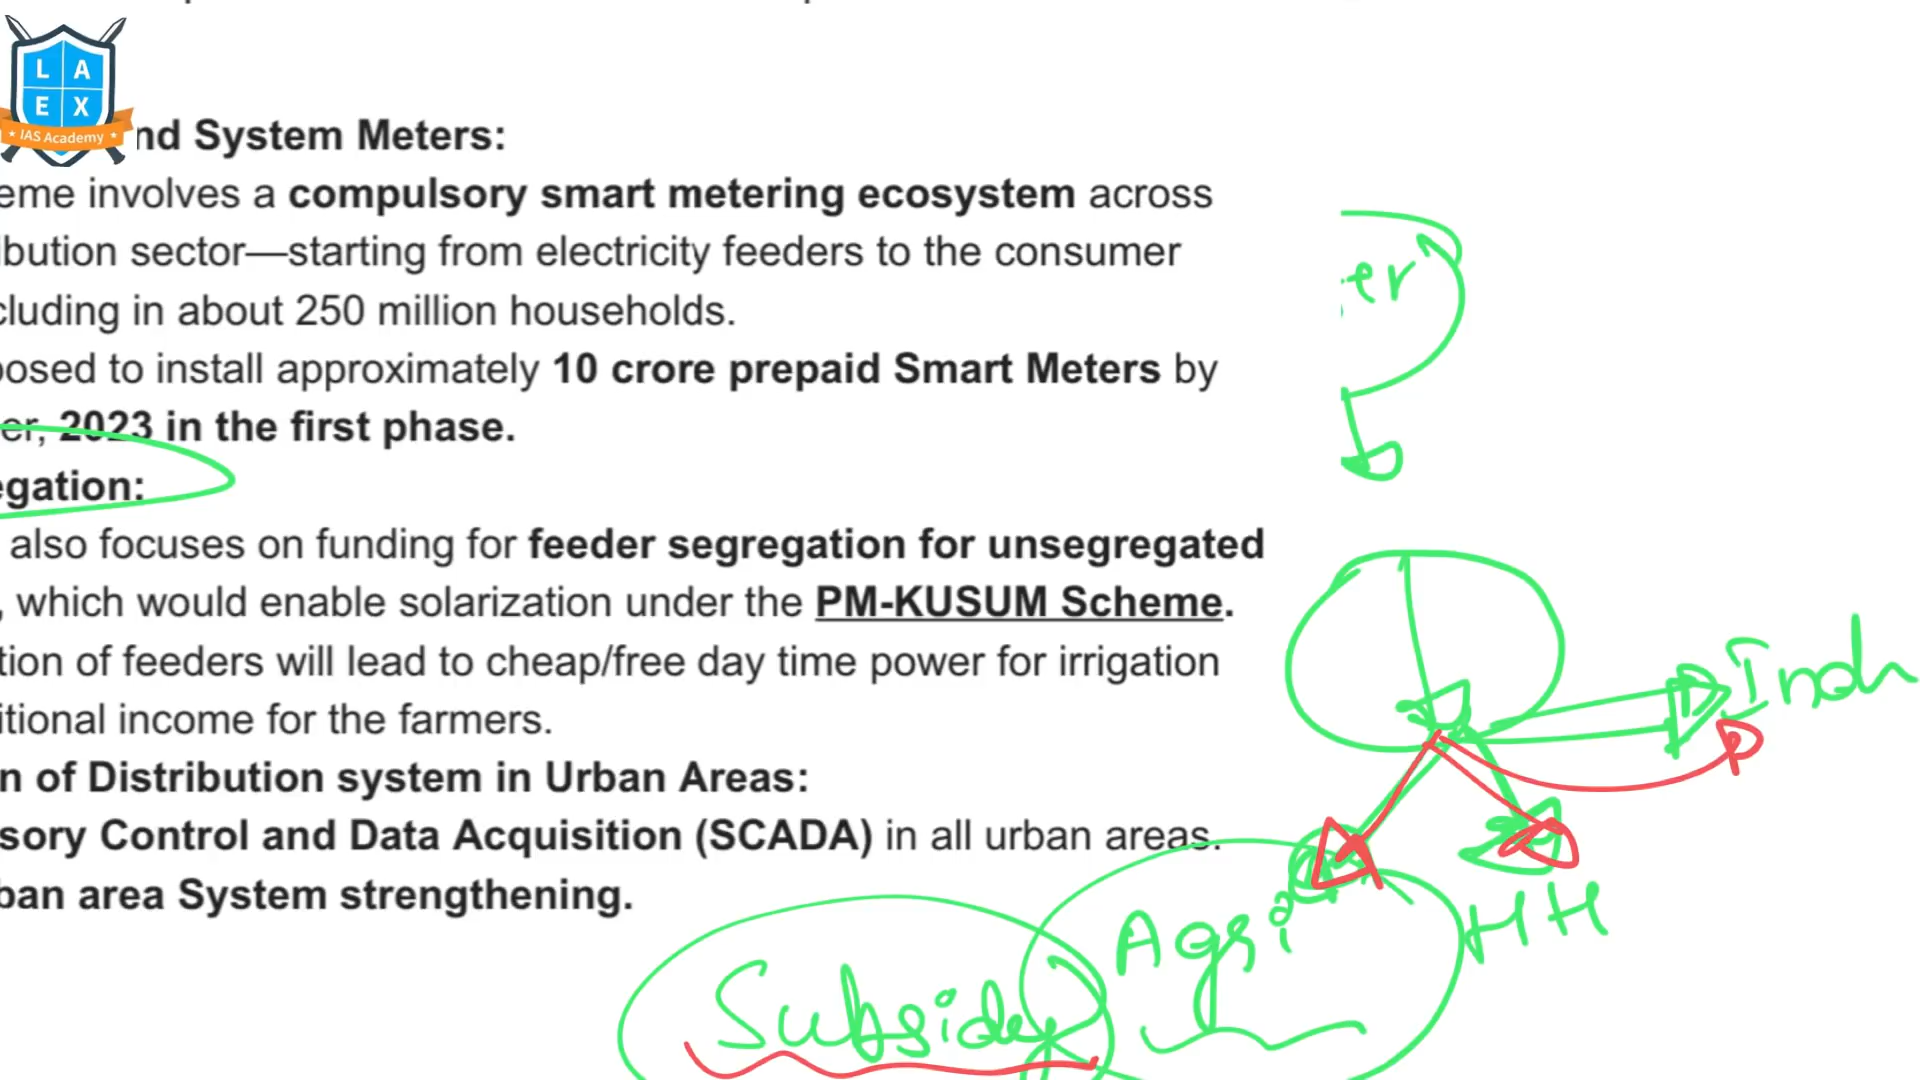 L A
E X
IAS Academy
nd System Meters:
eme involves a compulsory smart metering ecosystem across
ibution sector—starting from electricity feeders to the consumer
cluding in about 250 million households.
posed to install approximately 10 crore prepaid Smart Meters by
er, 2023 in the first phase.
egation:
also focuses on funding for feeder segregation for unsegregated
, which would enable solarization under the PM-KUSUM Scheme.
tion of feeders will lead to cheap/free day time power for irrigation
itional income for the farmers.
n of Distribution system in Urban Areas:
sory Control and Data Acquisition (SCADA) in all urban areas.
ban area System strengthening.
er
HH
Agri
Subsidy